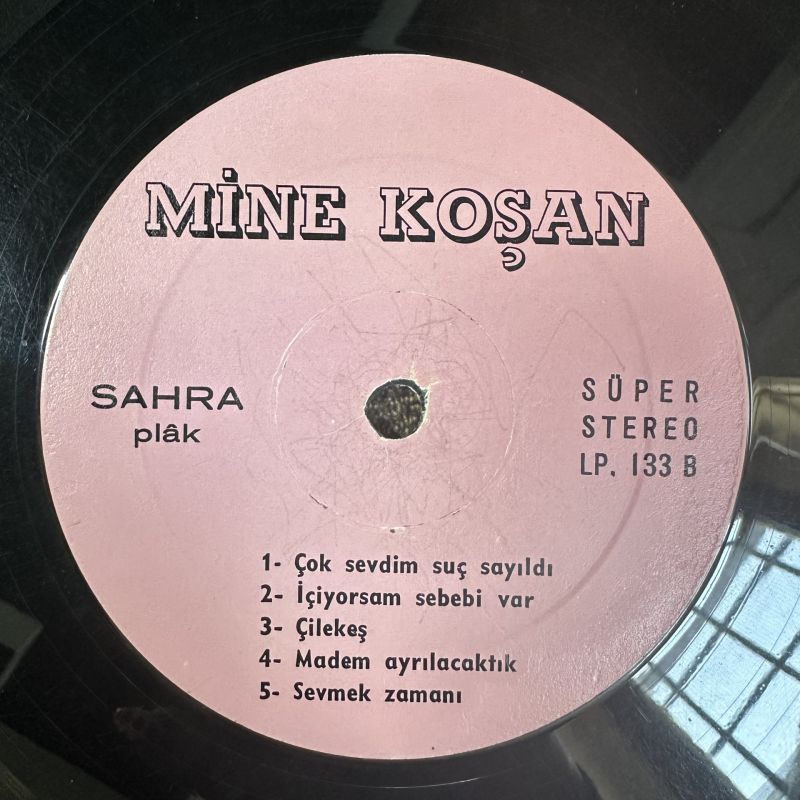 MİNE KOŞAN
SAHRA
plâk
SÜPER
STEREO
LP. 133 B
1- Çok sevdim suç sayıldı
2- İçiyorsam sebebi var
3- Çilekeş
4- Madem ayrılacaktık
5- Sevmek zamanı